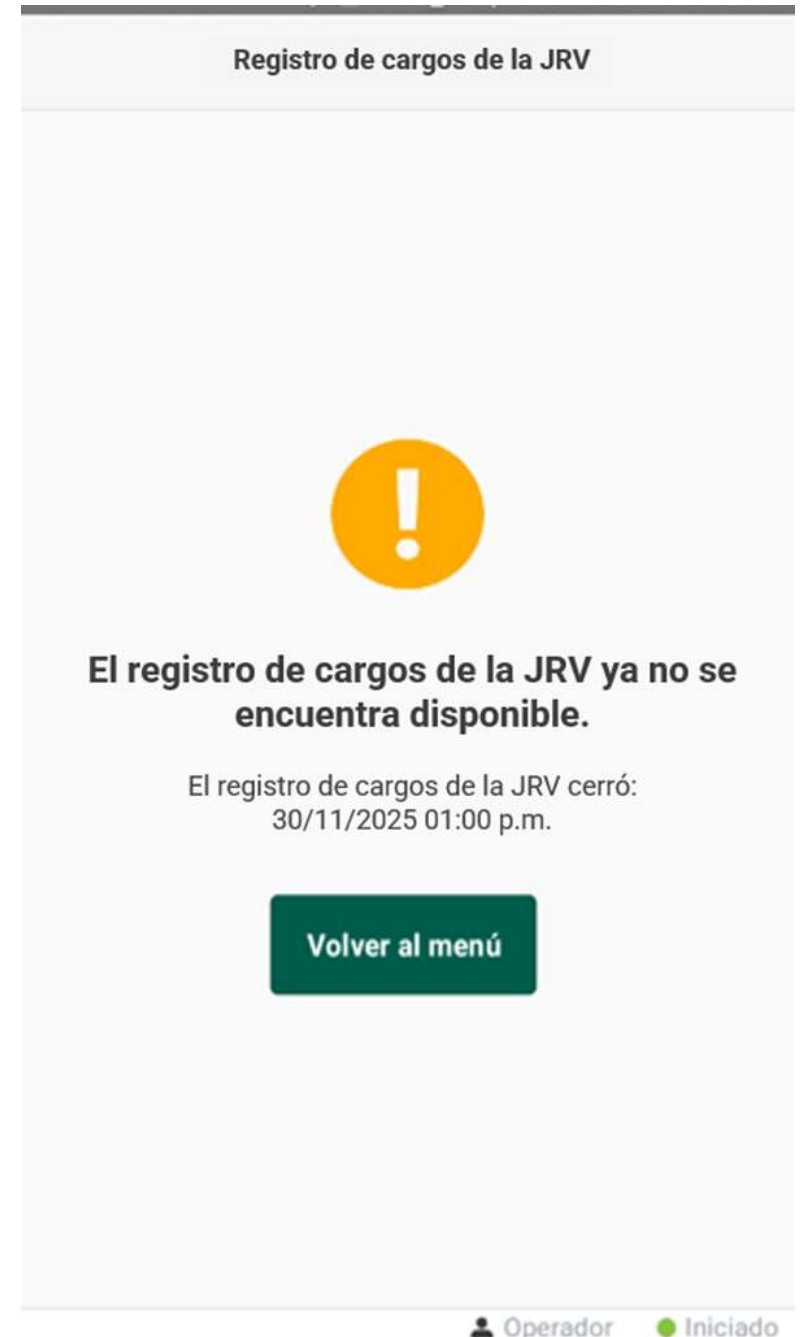 Registro de cargos de la JRV
El registro de cargos de la JRV ya no se
encuentra disponible.
El registro de cargos de la JRV cerró:
30/11/2025 01:00 p.m.
Volver al menú
Operador Iniciado